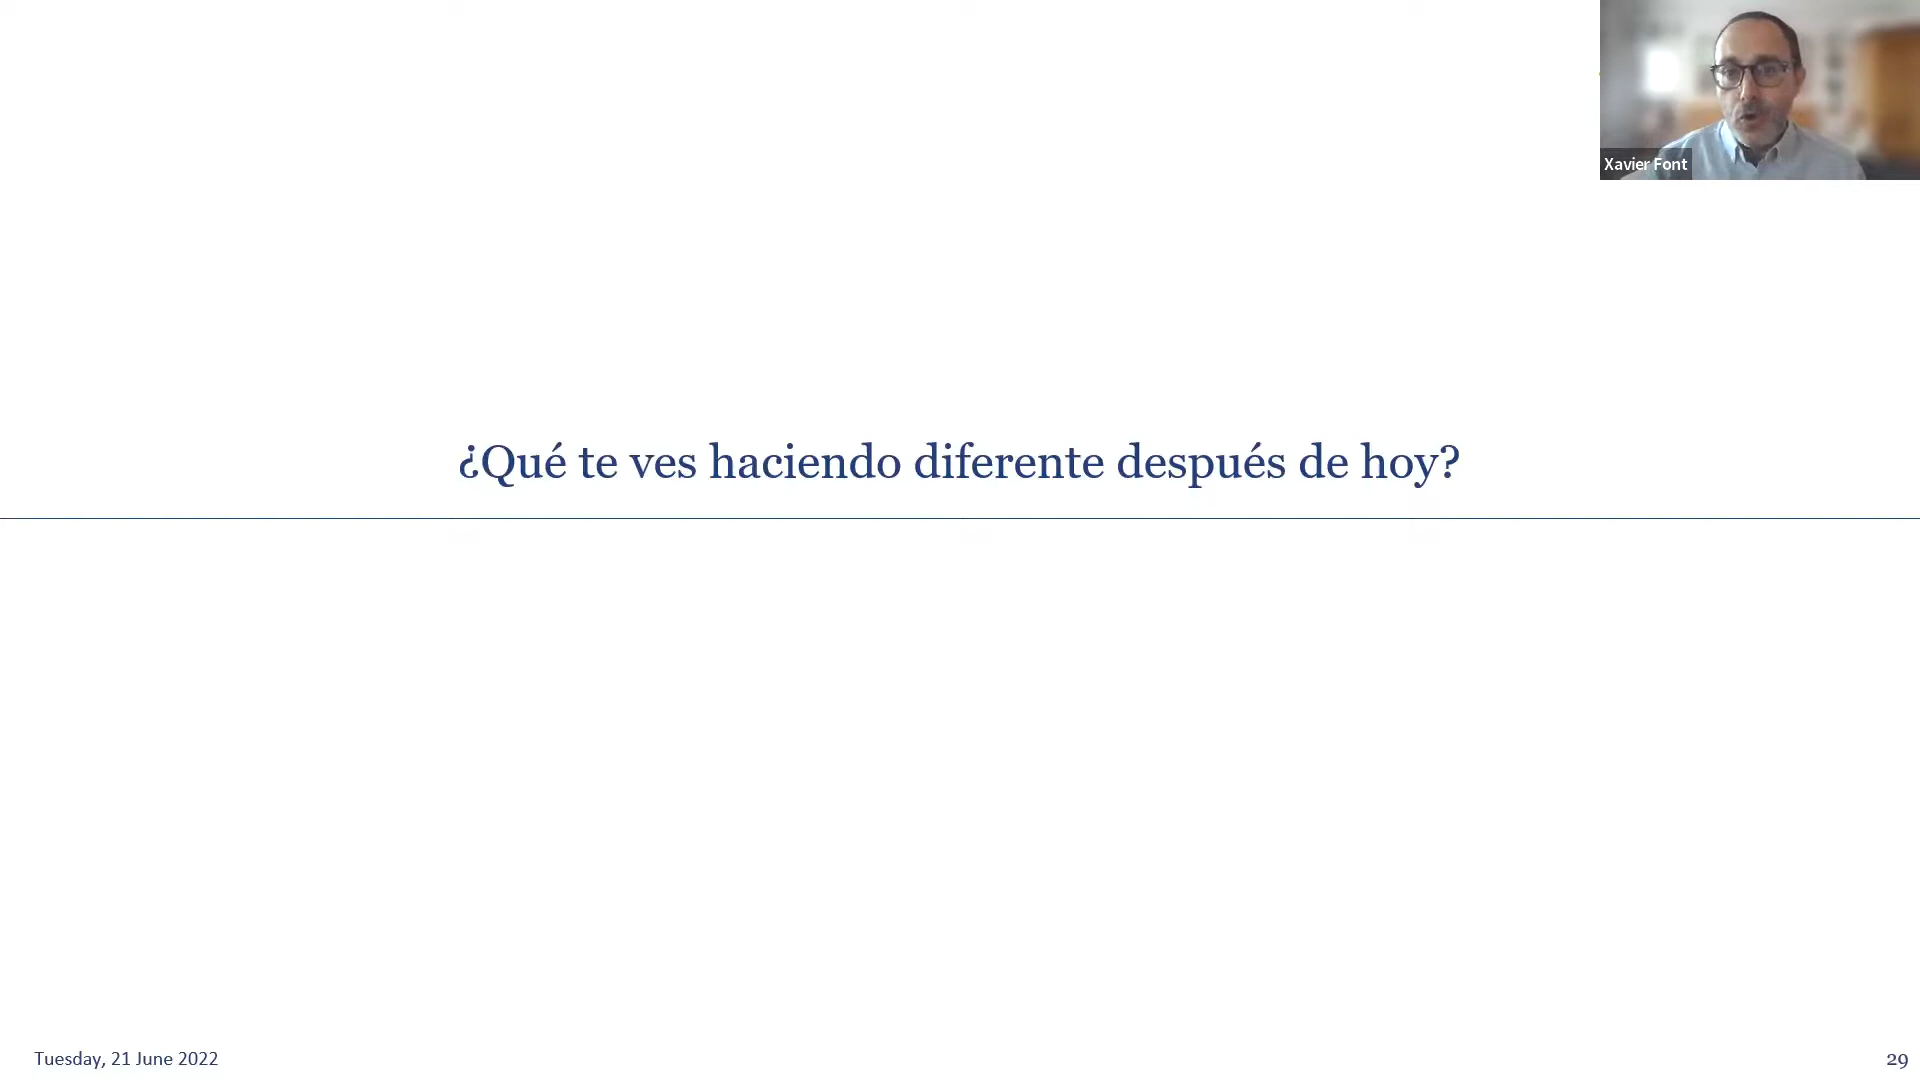 Xavier Font
¿Qué te ves haciendo diferente después de hoy?
Tuesday, 21 June 2022
29